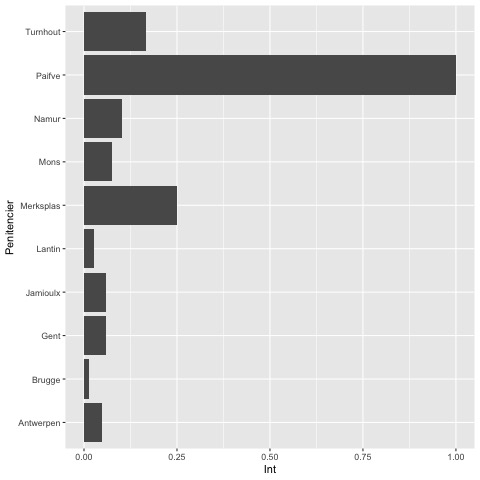 Turnhout
Paifve
Namur
Mons
Merksplas
Lantin
Jamioulx
Gent
Brugge
Antwerpen
Penitencier
0.00 0.25 0.50 0.75 1.00
Int